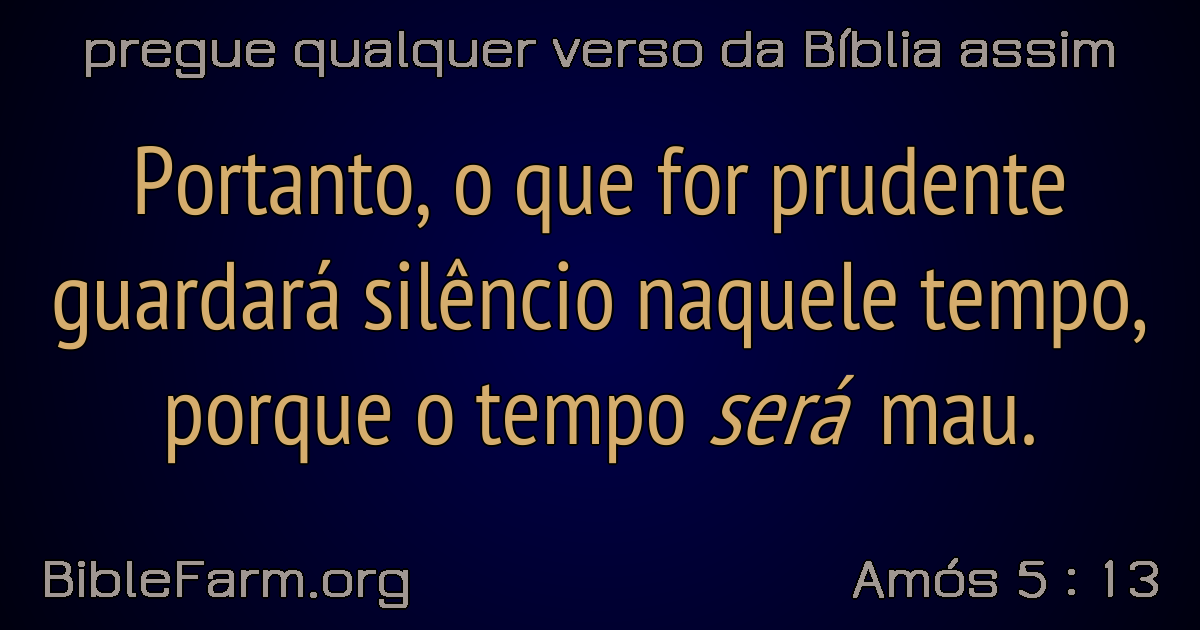 pregue qualquer verso da Bíblia assim
Portanto, o que for prudente
guardará silêncio naquele tempo,
porque o tempo será mau.
BibleFarm.org
Amós 5 : 13